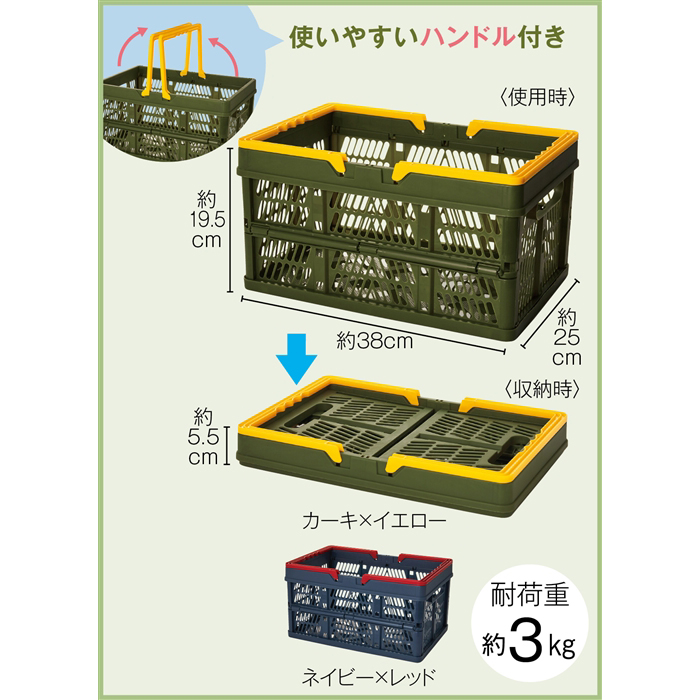 使いやすいハンドル付き
〈使用時〉
約
19.5
cm
約38cm
約
25
cm
〈収納時〉
約
5.5
cm
カーキ×イエロー
ネイビー×レッド
耐荷重
約3kg